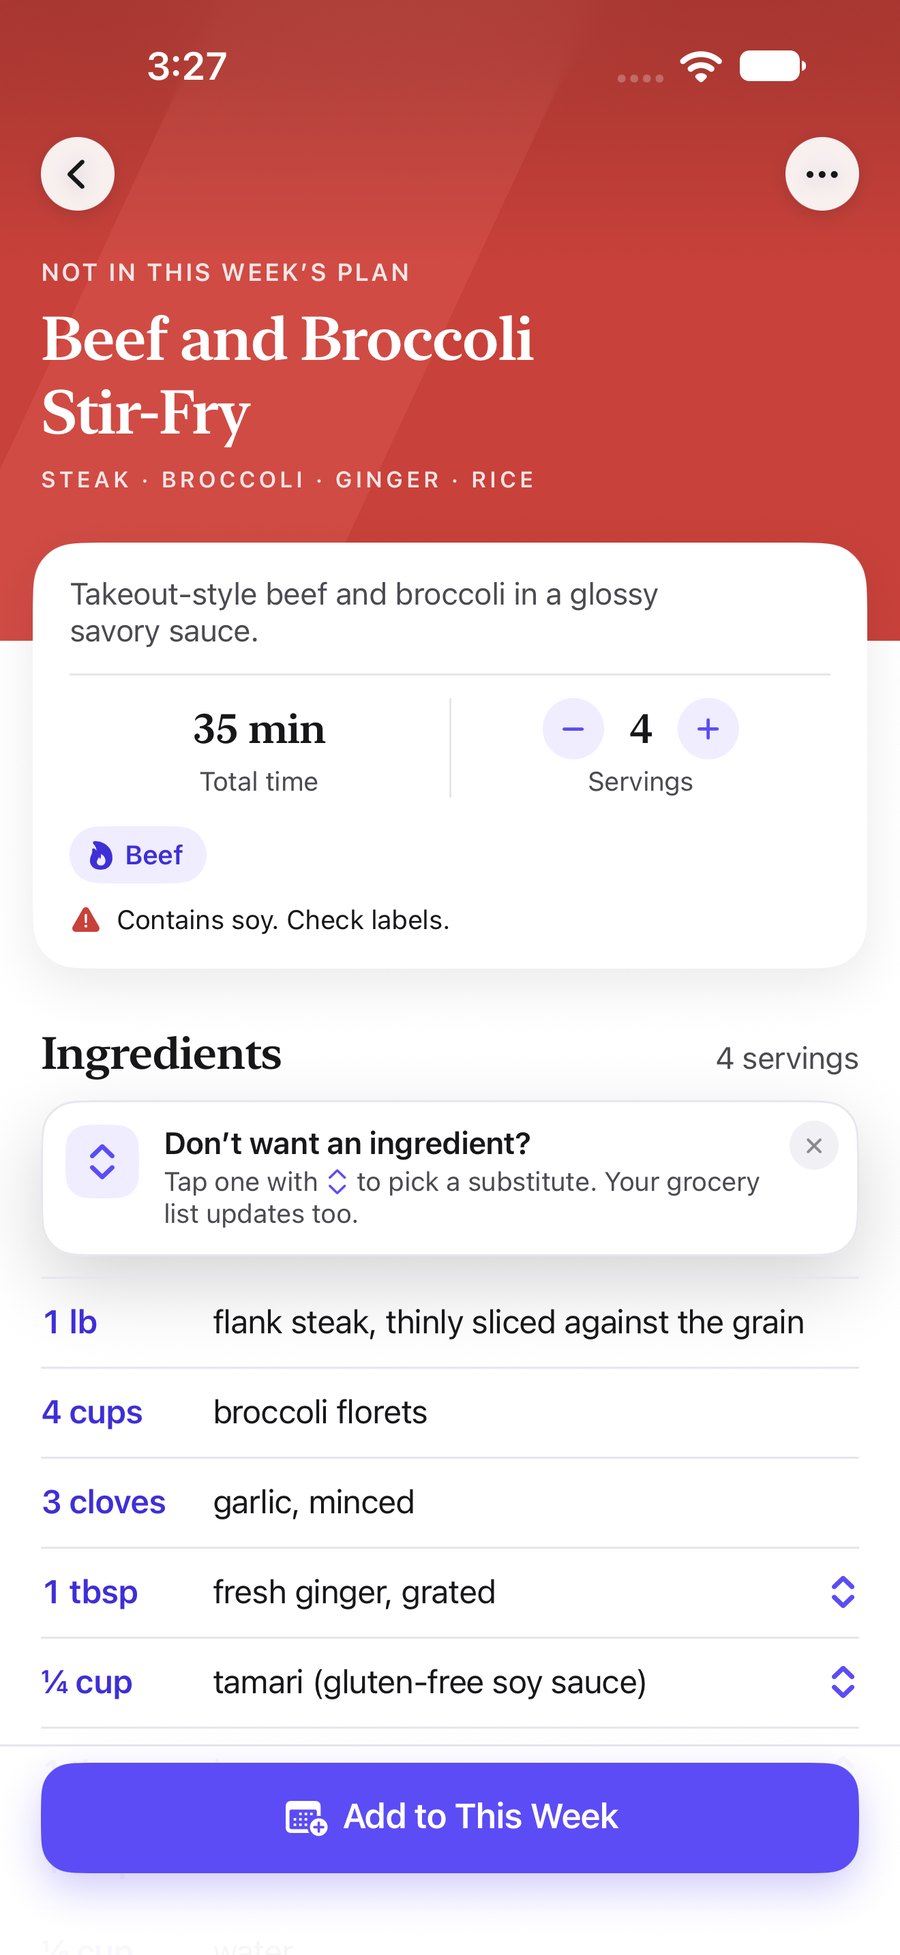 3:27
NOT IN THIS WEEK’S PLAN
Beef and Broccoli
Stir-Fry
STEAK · BROCCOLI · GINGER · RICE
Takeout-style beef and broccoli in a glossy
savory sauce.
35 min
Total time
4
Servings
Beef
Contains soy. Check labels.
Ingredients
4 servings
Don’t want an ingredient?
Tap one with to pick a substitute. Your grocery
list updates too.
1 lb flank steak, thinly sliced against the grain
4 cups broccoli florets
3 cloves garlic, minced
1 tbsp fresh ginger, grated
¼ cup tamari (gluten-free soy sauce)
Add to This Week
cup water